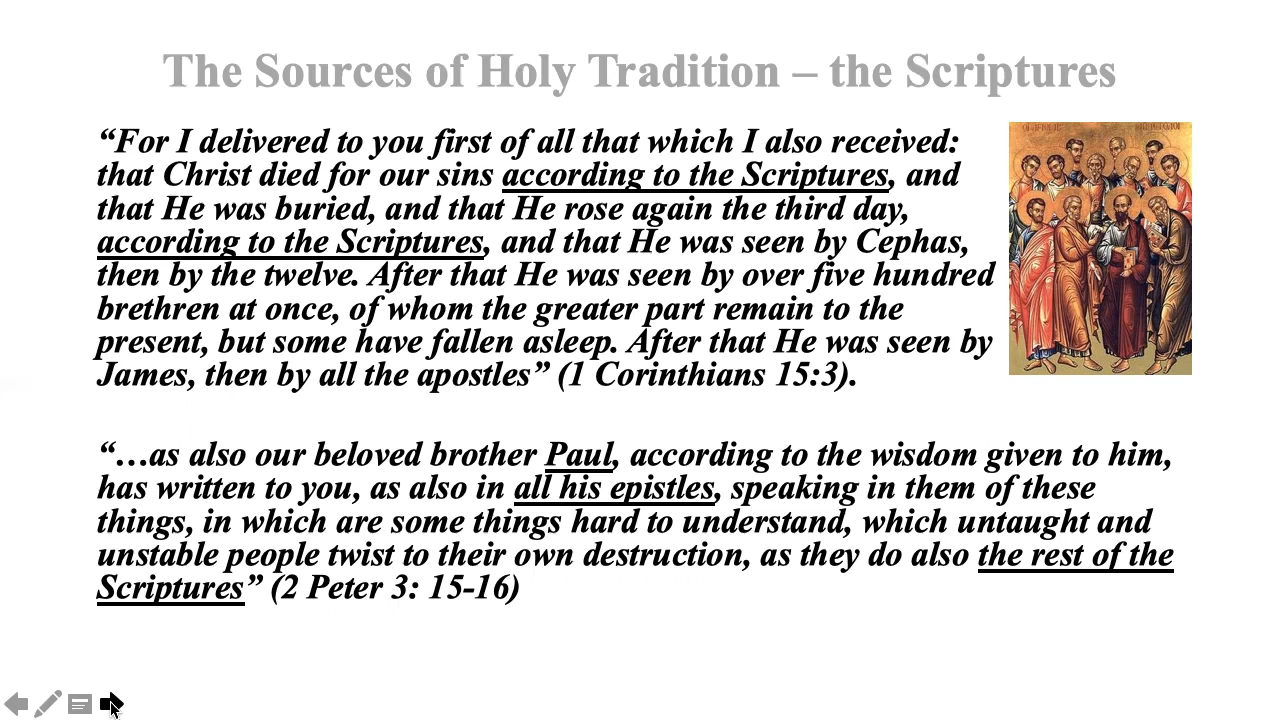 The Sources of Holy Tradition – the Scriptures
“For I delivered to you first of all that which I also received:
that Christ died for our sins according to the Scriptures, and
that He was buried, and that He rose again the third day,
according to the Scriptures, and that He was seen by Cephas,
then by the twelve. After that He was seen by over five hundred
brethren at once, of whom the greater part remain to the
present, but some have fallen asleep. After that He was seen by
James, then by all the apostles” (1 Corinthians 15:3).
“…as also our beloved brother Paul, according to the wisdom given to him,
has written to you, as also in all his epistles, speaking in them of these
things, in which are some things hard to understand, which untaught and
unstable people twist to their own destruction, as they do also the rest of the
Scriptures” (2 Peter 3: 15-16)